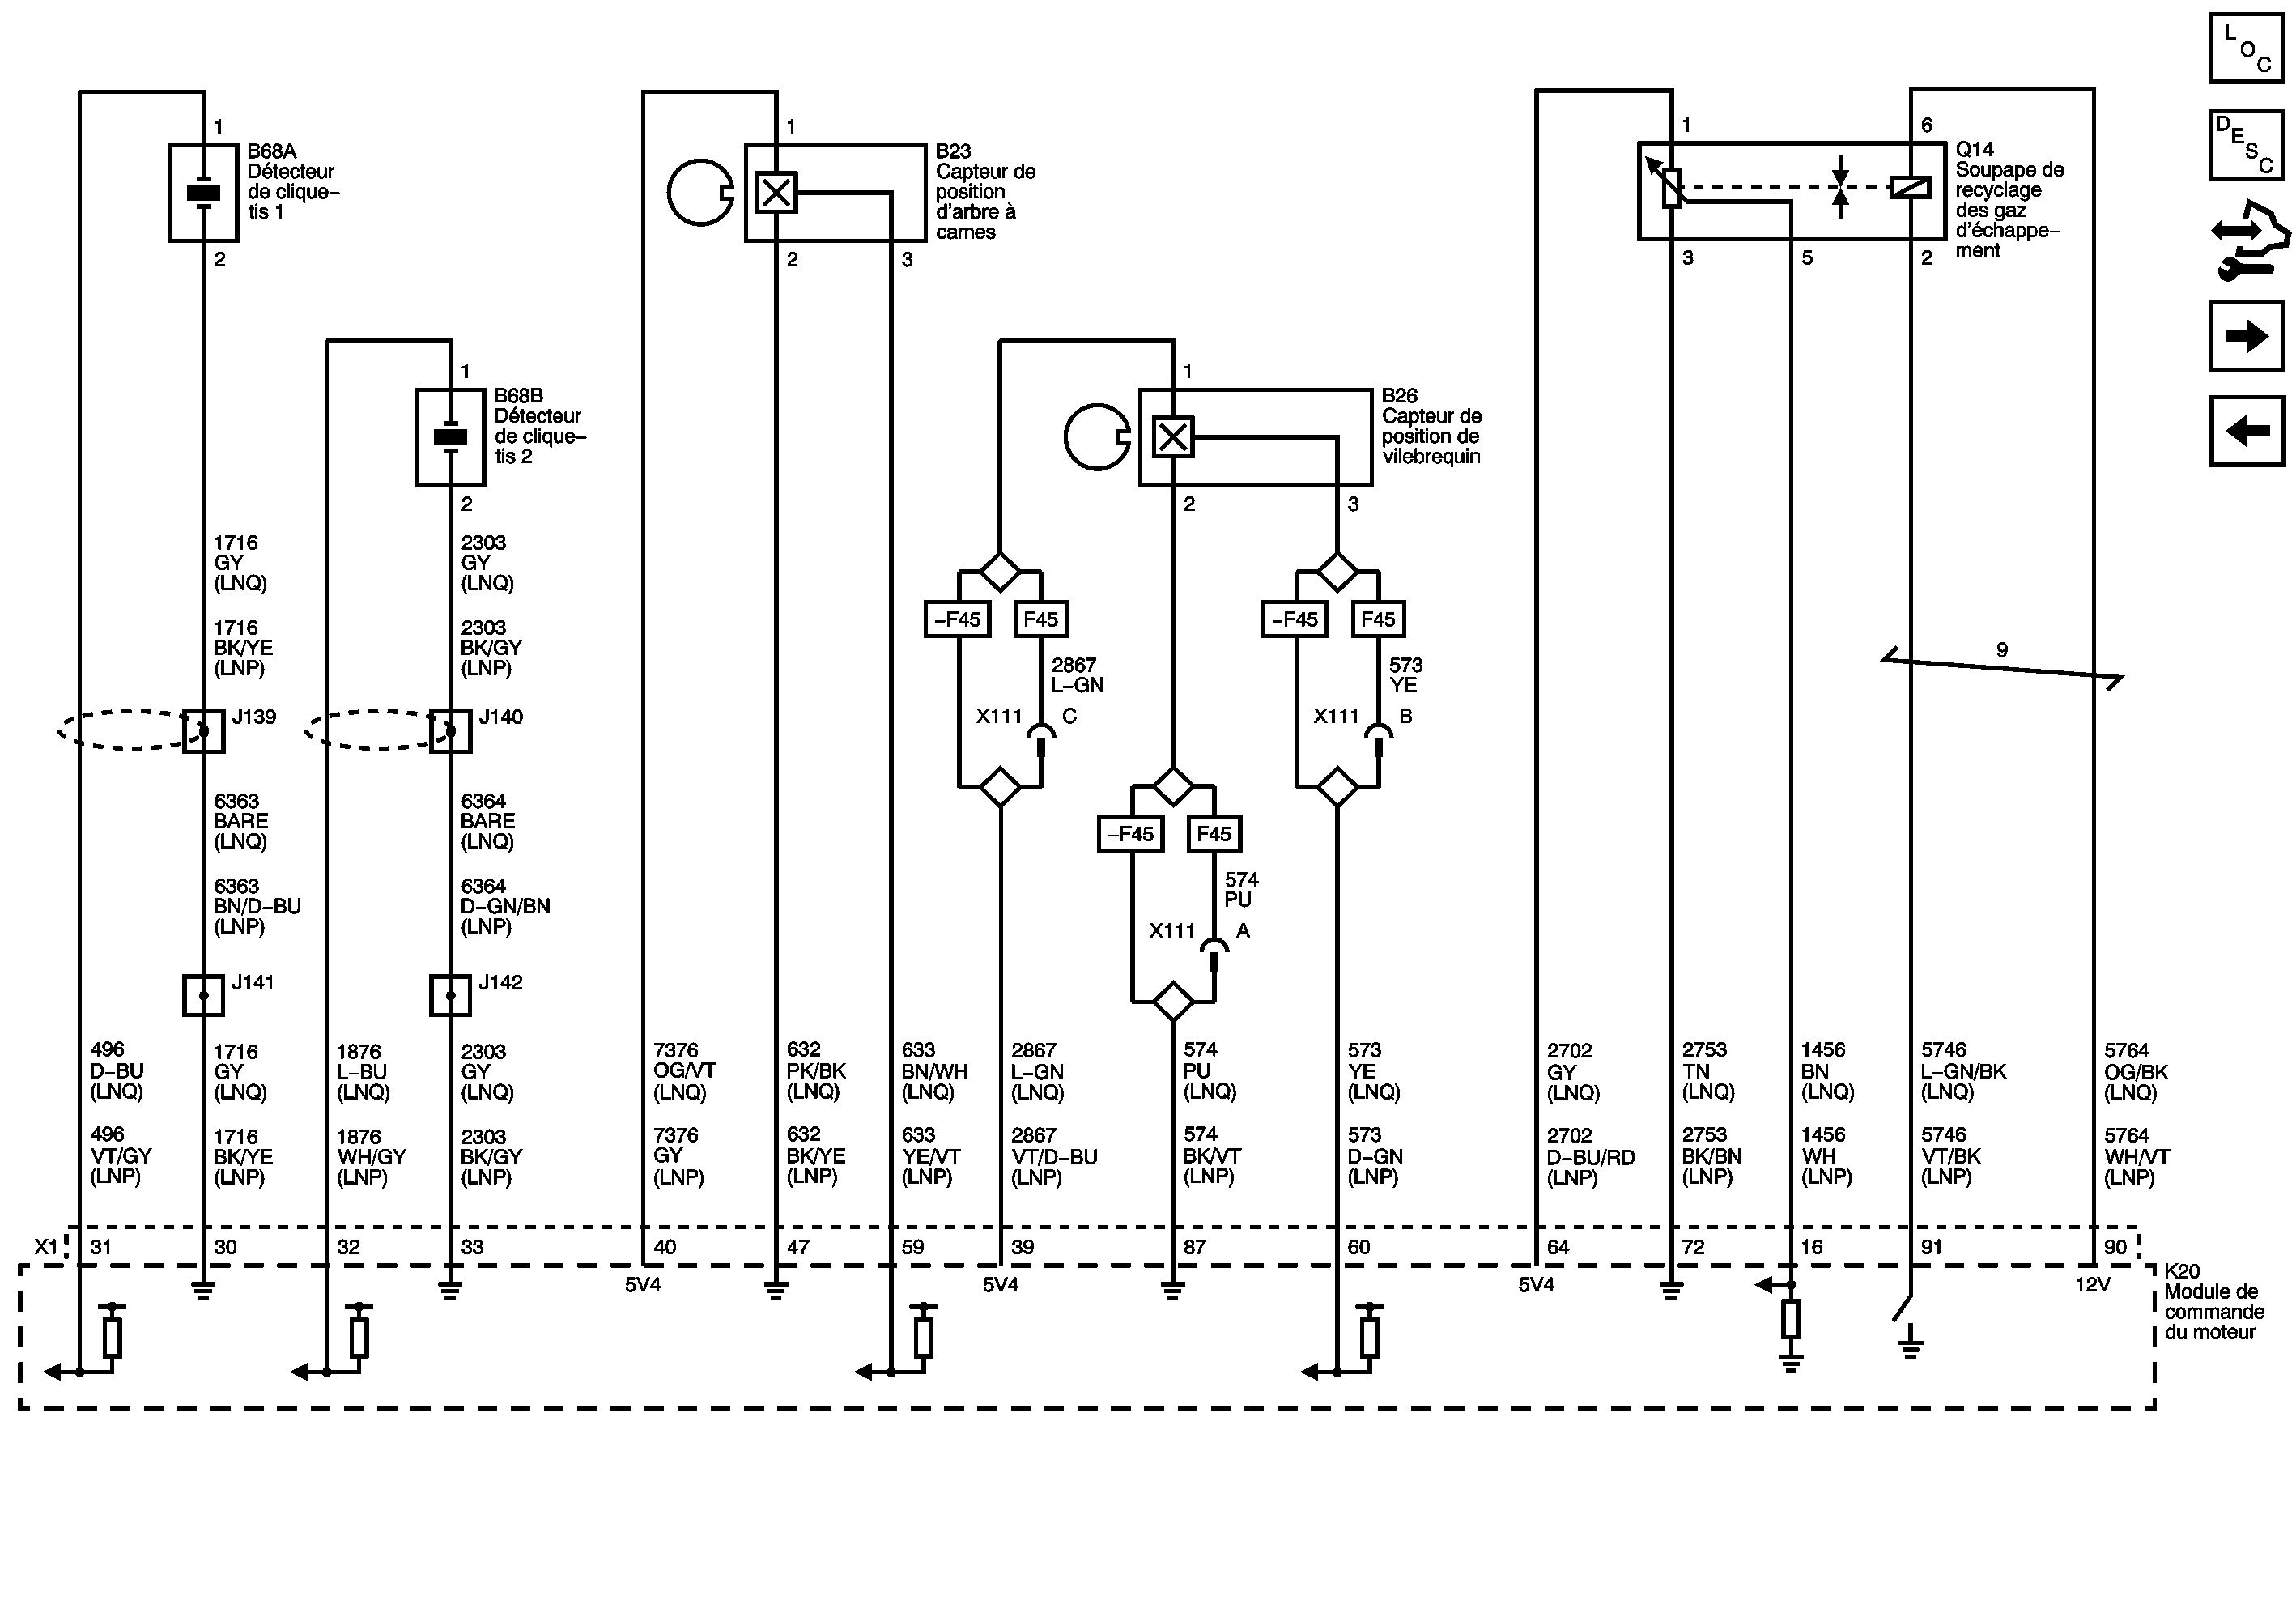 L
O
C
D
E
S
C
1
B68A
Détecteur
de clique–
tis 1
2
1
B23
Capteur de
position
d'arbre à
cames
2
3
1
6
Q14
Soupape de
recyclage
des gaz
d'échappe–
ment
3
5
2
1
B68B
Détecteur
de clique–
tis 2
2
1
B26
Capteur de
position de
vilebrequin
2
3
1716
GY
(LNQ)
1716
BK/YE
(LNP)
2303
GY
(LNQ)
2303
BK/GY
(LNP)
–F45
F45
2867
L–GN
X111
C
–F45
F45
573
YE
X111
B
9
J139
J140
6363
BARE
(LNQ)
6363
BN/D–BU
(LNP)
6364
BARE
(LNQ)
6364
D–GN/BN
(LNP)
–F45
F45
574
PU
X111
A
J141
J142
496
D–BU
(LNQ)
496
VT/GY
(LNP)
1716
GY
(LNQ)
1716
BK/YE
(LNP)
1876
L–BU
(LNQ)
1876
WH/GY
(LNP)
2303
GY
(LNQ)
2303
BK/GY
(LNP)
7376
OG/VT
(LNQ)
7376
GY
(LNP)
632
PK/BK
(LNQ)
632
BK/YE
(LNP)
633
BN/WH
(LNQ)
633
YE/VT
(LNP)
2867
L–GN
(LNQ)
2867
VT/D–BU
(LNP)
574
PU
(LNQ)
574
BK/VT
(LNP)
573
YE
(LNQ)
573
D–GN
(LNP)
2702
GY
(LNQ)
2702
D–BU/RD
(LNP)
2753
TN
(LNQ)
2753
BK/BN
(LNP)
1456
BN
(LNQ)
1456
WH
(LNP)
5746
L–GN/BK
(LNQ)
5746
VT/BK
(LNP)
5764
OG/BK
(LNQ)
5764
WH/VT
(LNP)
X1
31
30
32
33
40
47
59
39
87
60
64
72
16
91
90
5V4
5V4
5V4
12V
K20
Module de
commande
du moteur